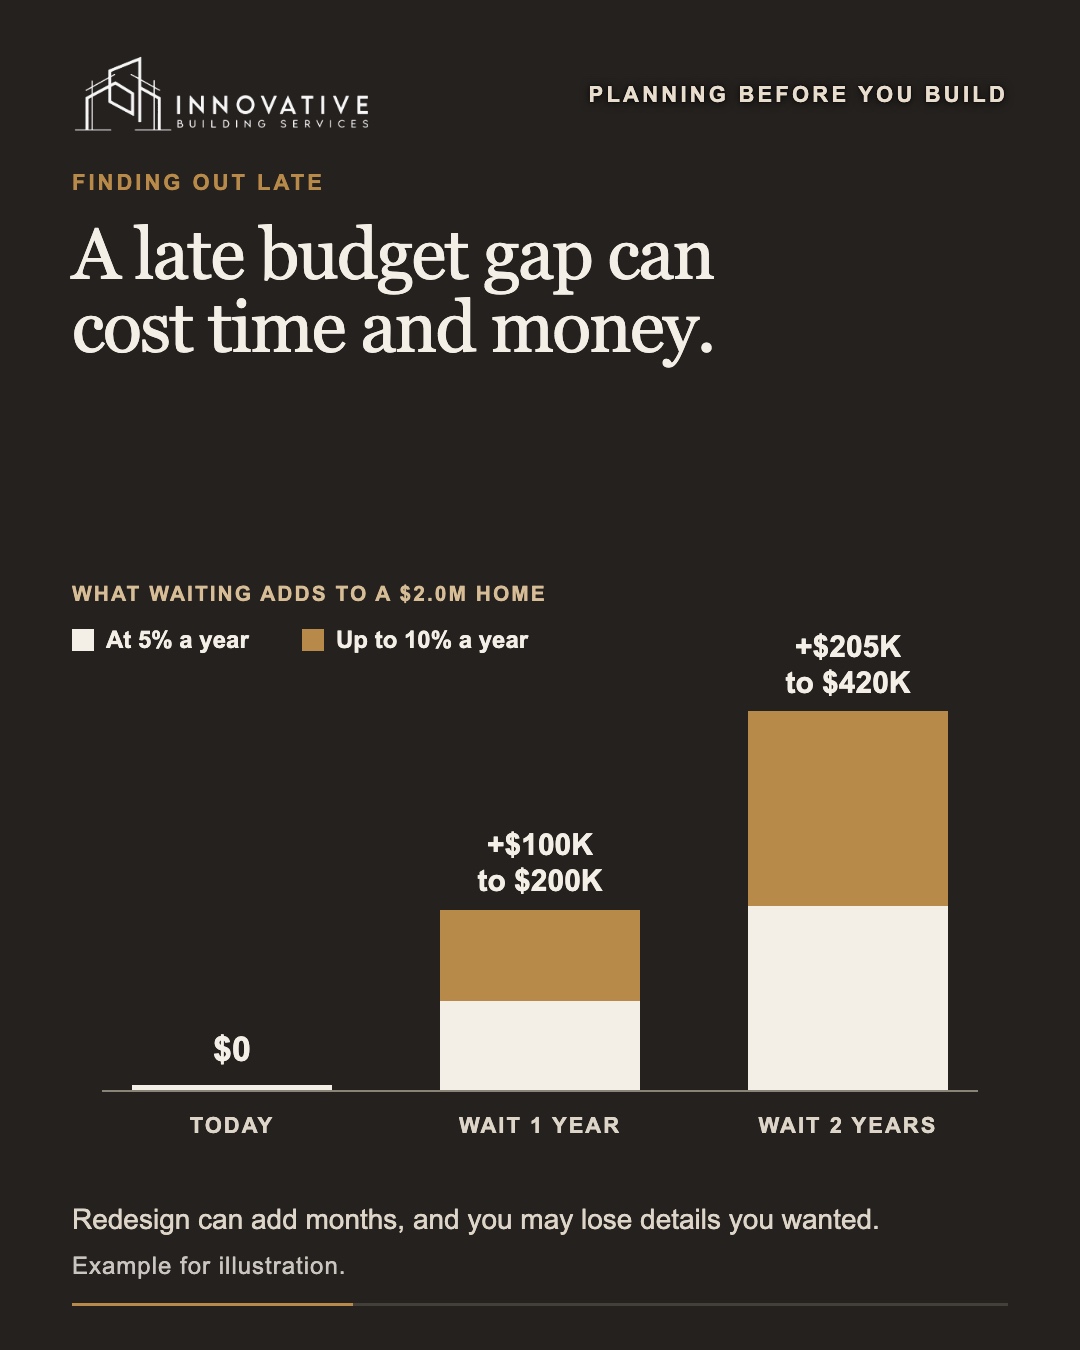 INNOVATIVE
BUILDING SERVICES
PLANNING BEFORE YOU BUILD
FINDING OUT LATE
A late budget gap can
cost time and money.
WHAT WAITING ADDS TO A $2.0M HOME
At 5% a year
Up to 10% a year
+$205K
to $420K
+$100K
to $200K
$0
TODAY
WAIT 1 YEAR
WAIT 2 YEARS
Redesign can add months, and you may lose details you wanted.
Example for illustration.